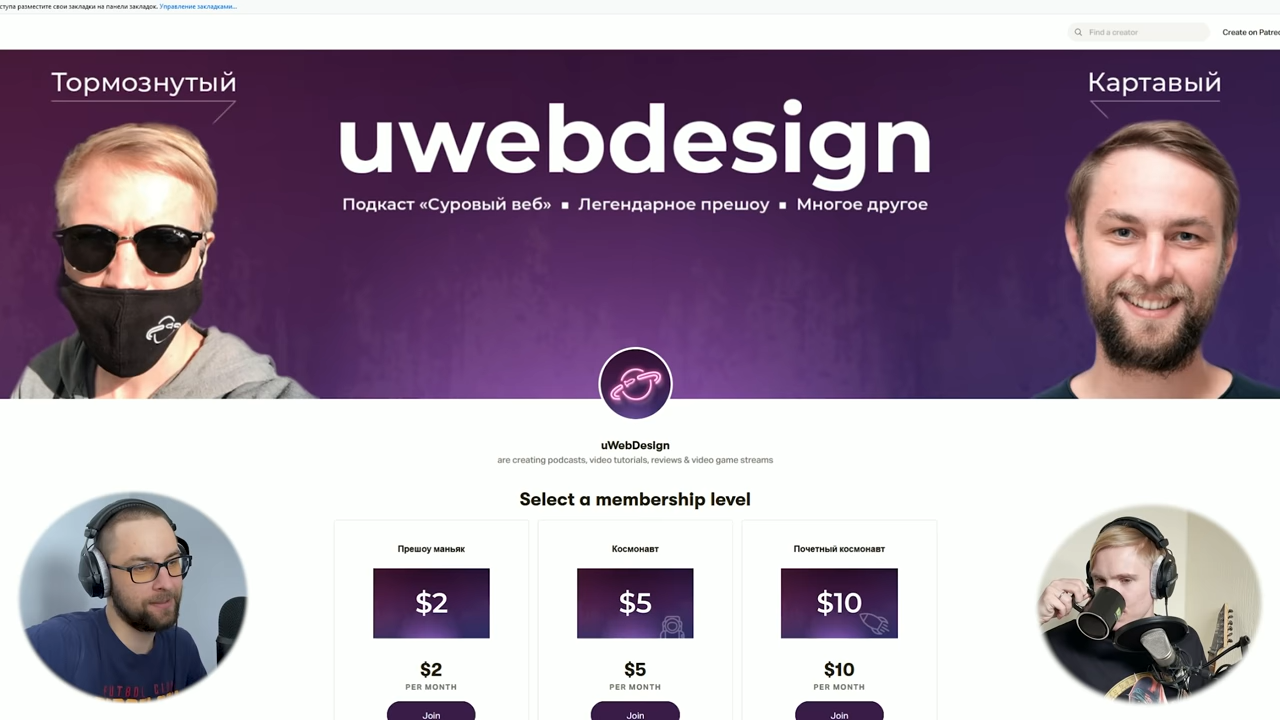 ступа разместите свои закладки на панели закладок. Управление закладками...
Find a creator
Create on Patreo
Тормознутый
Картавый
uwebdesign
Подкаст «Суровый веб» ▪ Легендарное прешоу ▪ Многое другое
uWebDesign
are creating podcasts, video tutorials, reviews & video game streams
Select a membership level
Прешоу маньяк
Космонавт
Почетный космонавт
$2
$5
$10
$2
$5
$10
PER MONTH
PER MONTH
PER MONTH
Join
Join
Join